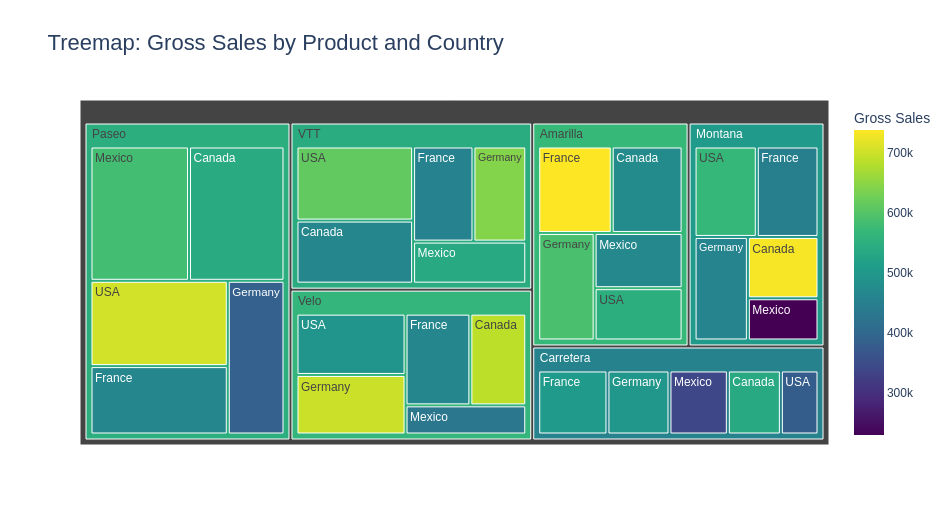 Treemap: Gross Sales by Product and Country
Paseo
Mexico
Canada
USA
Germany
France
VTT
USA
France
Germany
Canada
Mexico
Velo
USA
France
Canada
Germany
Mexico
Amarilla
France
Canada
Germany
Mexico
USA
Montana
USA
France
Germany
Canada
Mexico
Carretera
France
Germany
Mexico
Canada
USA
Gross Sales
700k
600k
500k
400k
300k